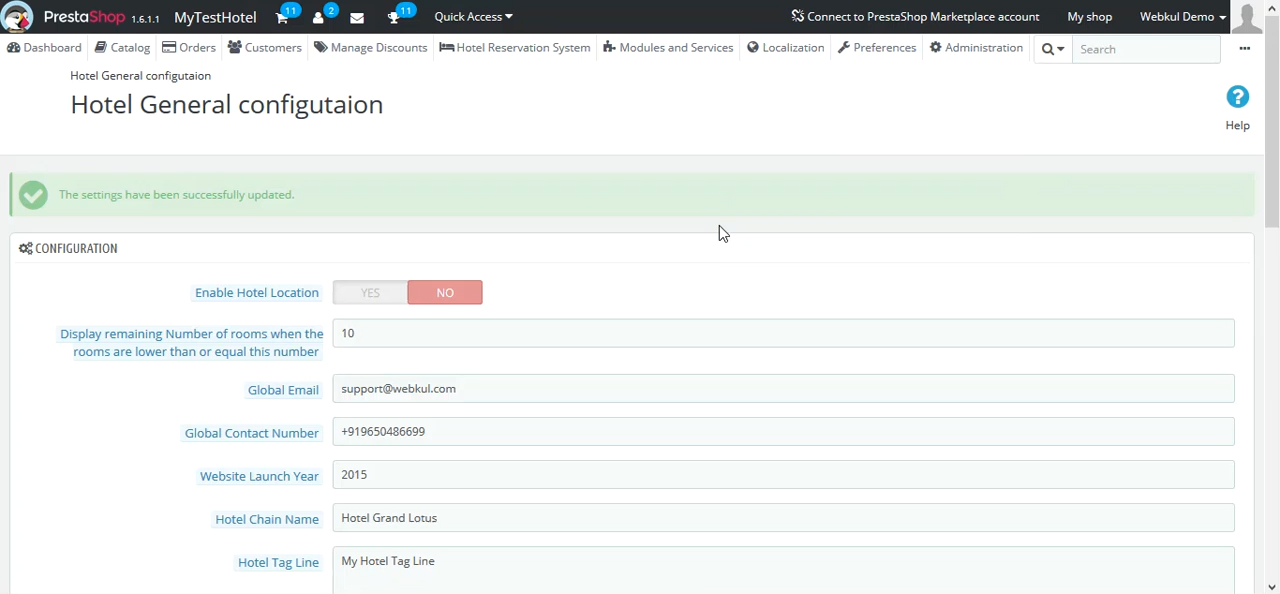 PrestaShop 1.6.1.1 MyTestHotel 11 2 11 Quick Access Connect to PrestaShop Marketplace account My shop Webkul Demo
Dashboard Catalog Orders Customers Manage Discounts Hotel Reservation System Modules and Services Localization Preferences Administration Search
Hotel General configutaion
Hotel General configutaion
Help
The settings have been successfully updated.
CONFIGURATION
Enable Hotel Location YES NO
Display remaining Number of rooms when the
rooms are lower than or equal this number
10
Global Email support@webkul.com
Global Contact Number +919650486699
Website Launch Year 2015
Hotel Chain Name Hotel Grand Lotus
Hotel Tag Line My Hotel Tag Line